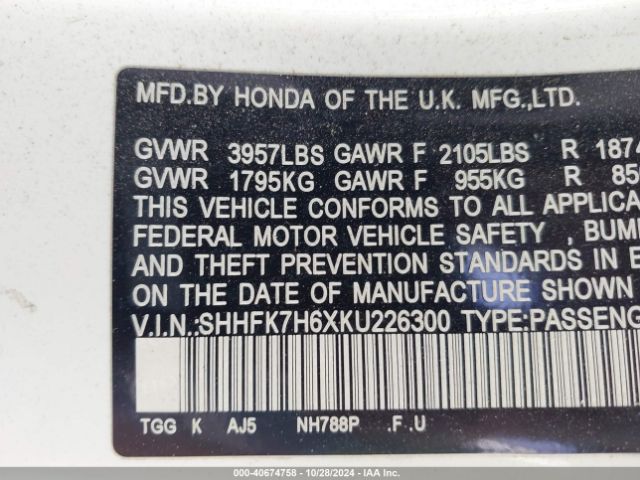 MFD.BY HONDA OF THE U.K. MFG.,LTD.
GVWR 3957LBS GAWR F 2105LBS R 1874
GVWR 1795KG GAWR F 955KG R 85
THIS VEHICLE CONFORMS TO ALL APPLICA
FEDERAL MOTOR VEHICLE SAFETY , BUM
AND THEFT PREVENTION STANDARDS IN E
ON THE DATE OF MANUFACTURE SHOWN
V.I.N.:SHHFK7H6XKU226300 TYPE:PASSENG
TGG K AJ5 NH788P .F .U
000-40674758 - 10/28/2024 - IAA Inc.